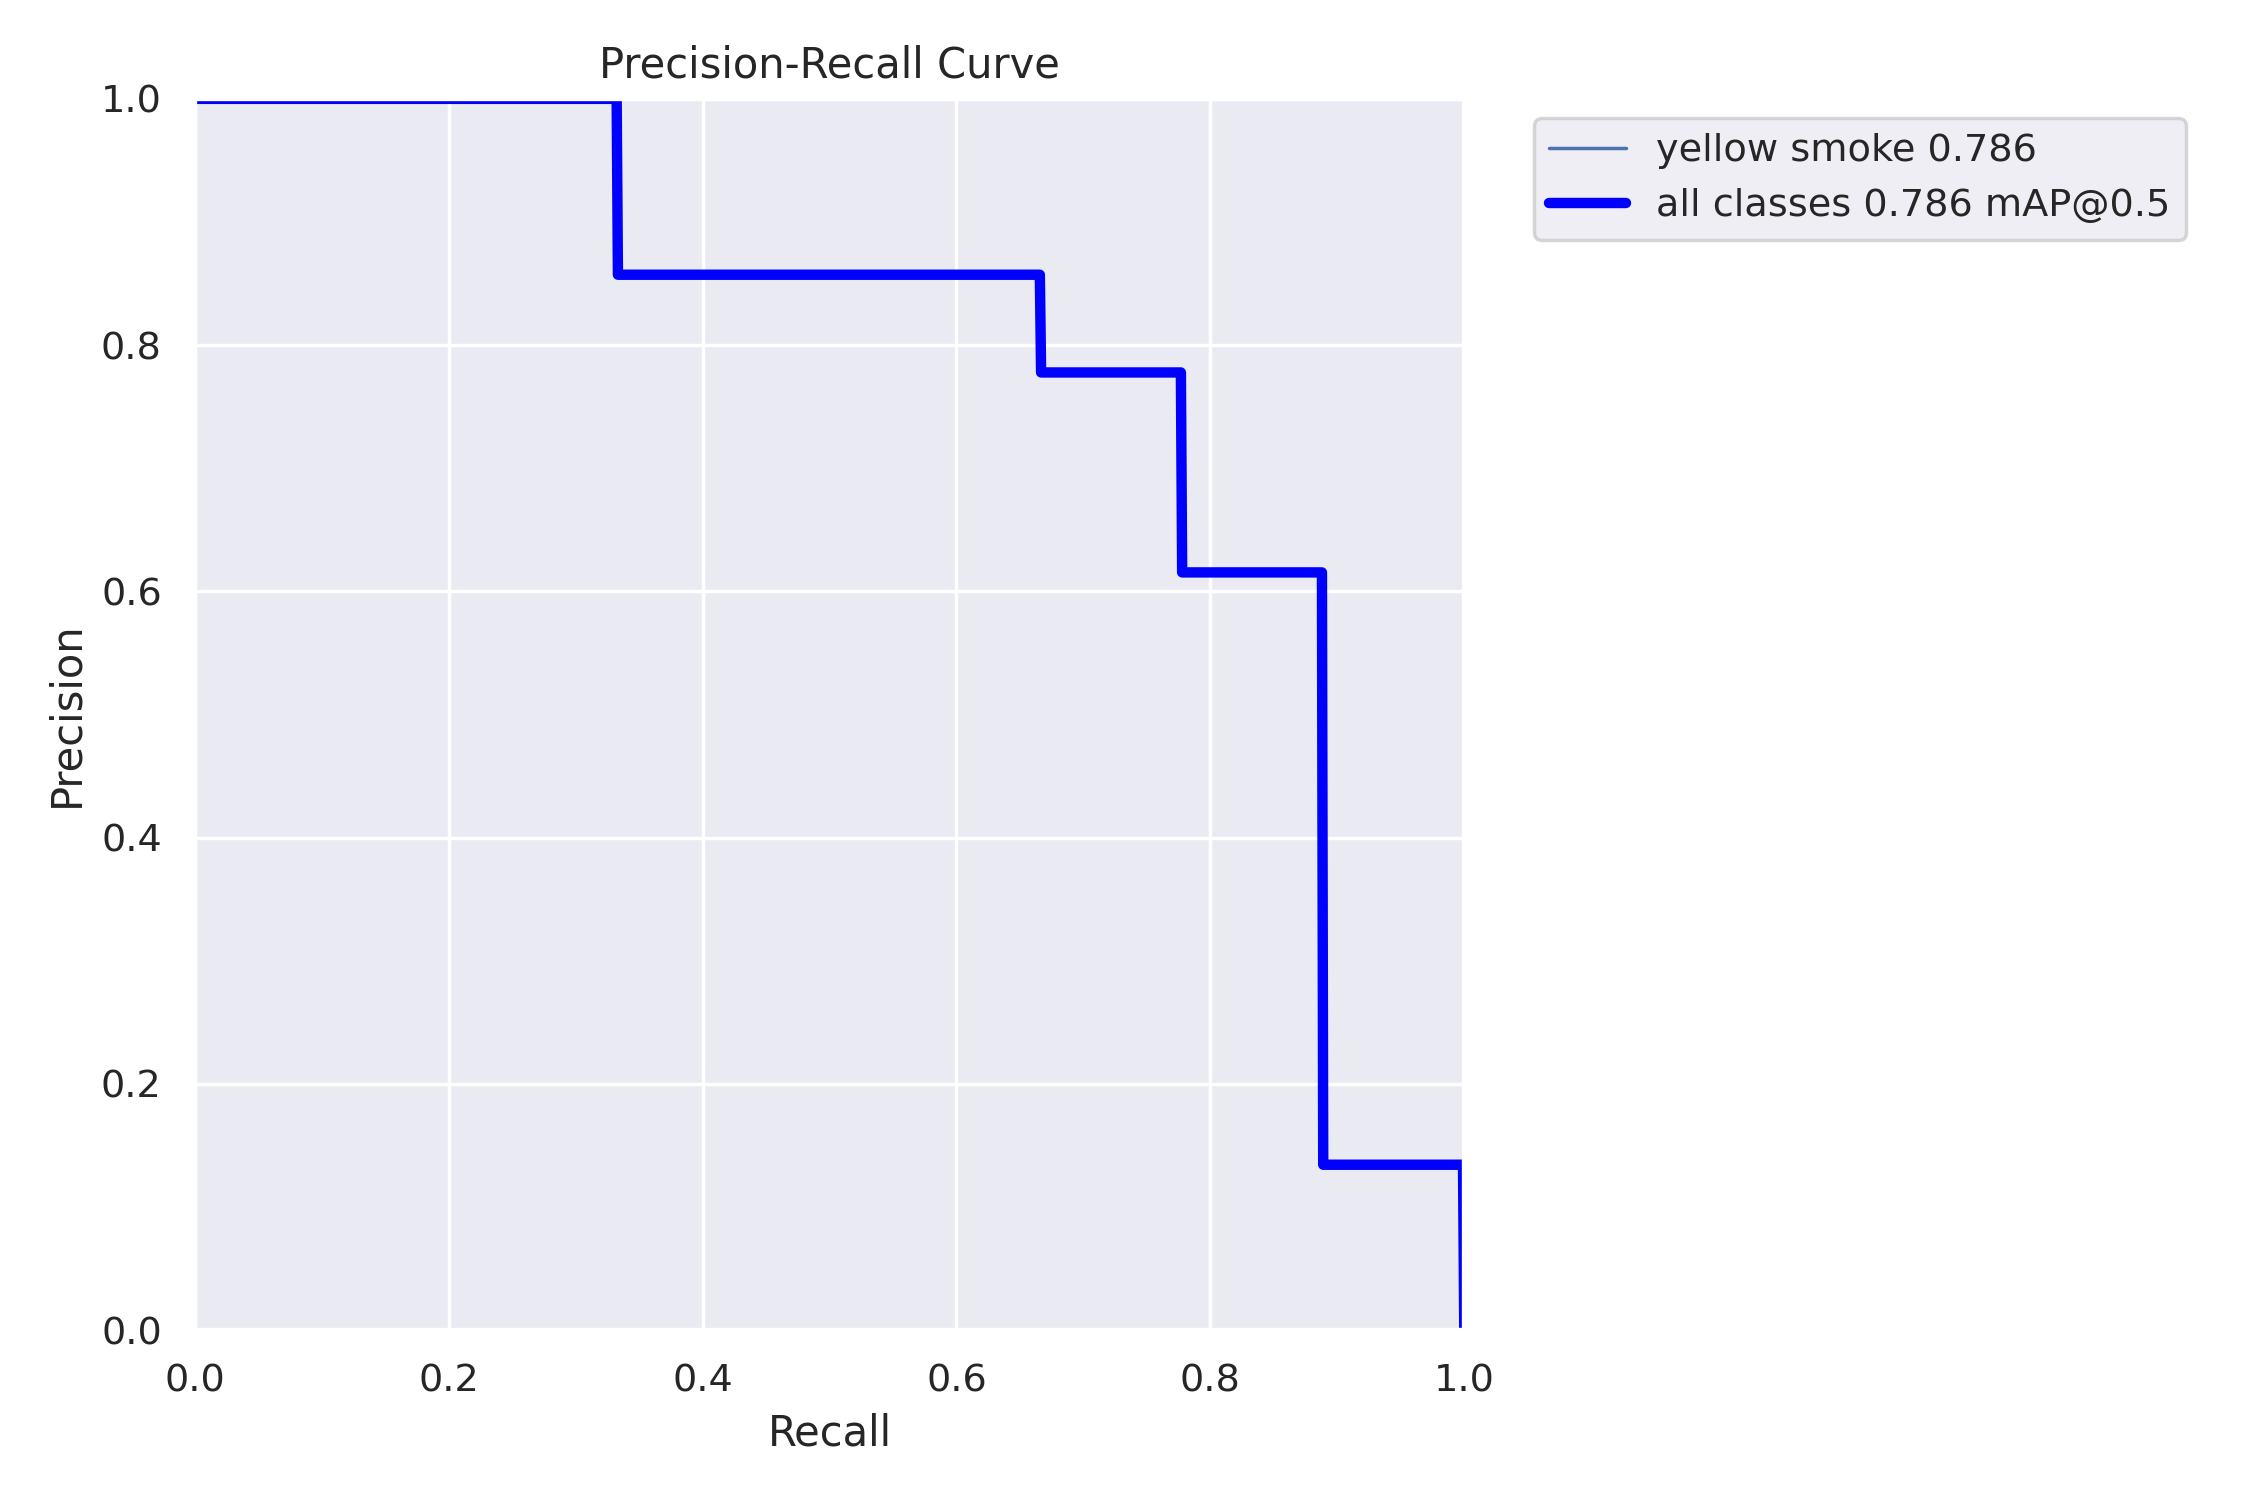 Precision-Recall Curve
1.0
0.8
0.6
0.4
0.2
0.0
Precision
0.0 0.2 0.4 0.6 0.8 1.0
Recall
yellow smoke 0.786
all classes 0.786 mAP@0.5